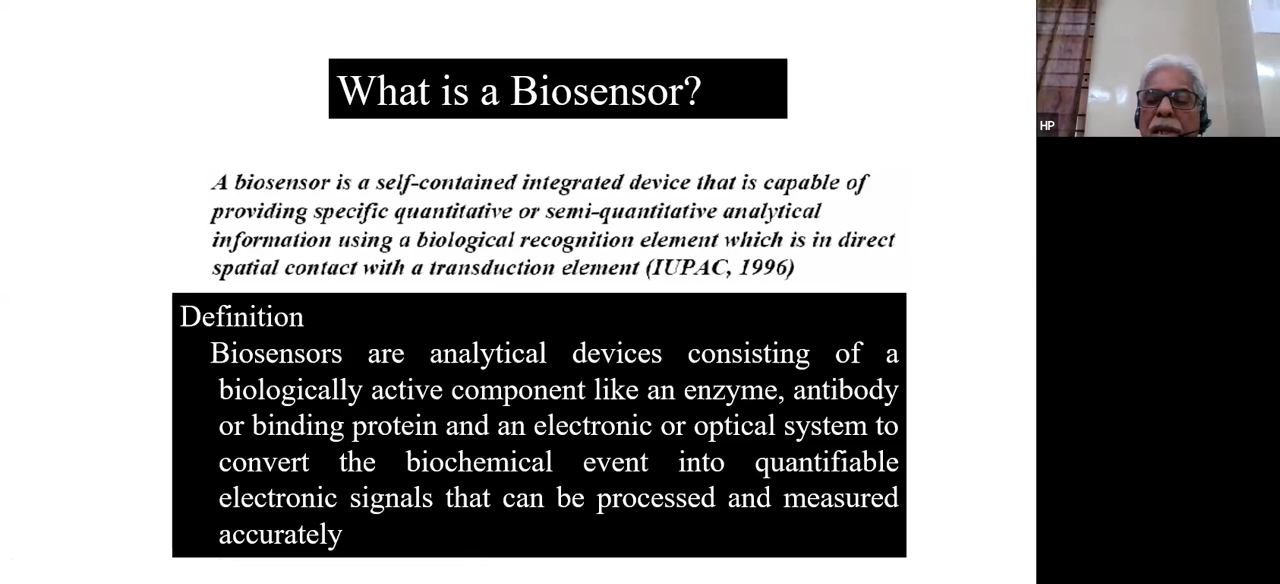 What is a Biosensor?
A biosensor is a self-contained integrated device that is capable of
providing specific quantitative or semi-quantitative analytical
information using a biological recognition element which is in direct
spatial contact with a transduction element (IUPAC, 1996)
Definition
Biosensors are analytical devices consisting of a
biologically active component like an enzyme, antibody
or binding protein and an electronic or optical system to
convert the biochemical event into quantifiable
electronic signals that can be processed and measured
accurately
HP